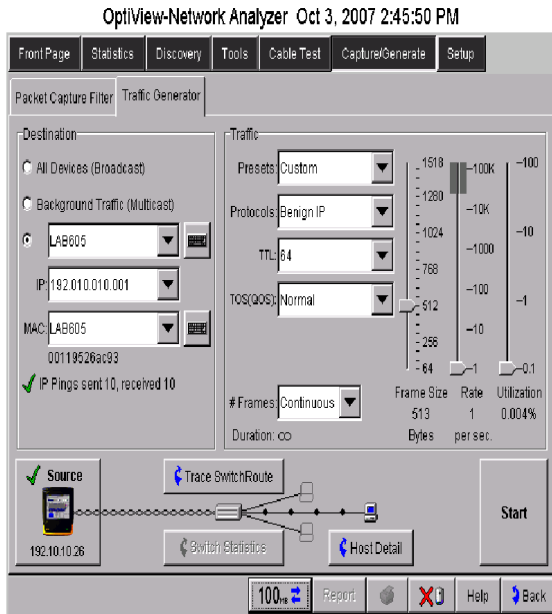 OptiView-Network Analyzer Oct 3, 2007 2:45:50 PM
Front Page Statistics Discovery Tools Cable Test Capture/Generate Setup
Packet Capture Filter Traffic Generator
Destination
All Devices (Broadcast)
Background Traffic (Multicast)
LAB605
IP: 192.010.010.001
MAC: LAB605
00119526ac93
IP Pings sent 10, received 10
Traffic
Presets: Custom
Protocols: Benign IP
TTL: 64
TOS(QOS): Normal
# Frames: Continuous
Duration: ∞
1518
1280
1024
768
512
256
64
Frame Size
513
Bytes
100K
10K
1000
100
10
1
Rate
1
per sec.
100
10
1
0.1
Utilization
0.004%
Source
192.10.10.26
Trace SwitchRoute
Switch Statistics
Host Detail
Start
100MB Report Help Back